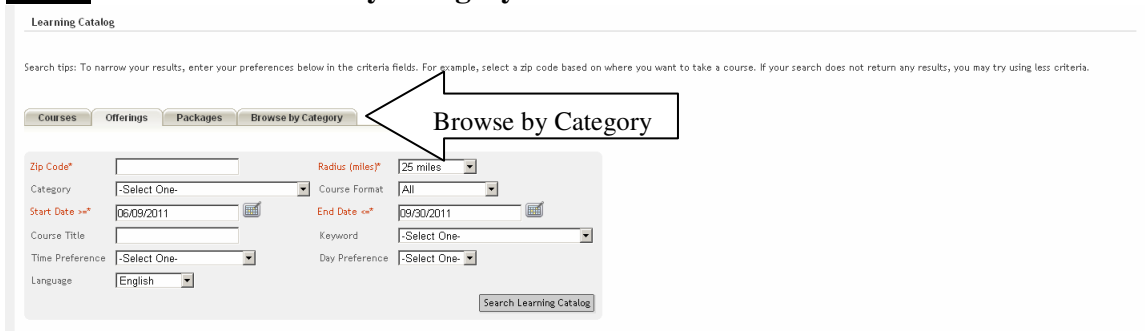 Learning Catalog
Search tips: To narrow your results, enter your preferences below in the criteria fields. For example, select a zip code based on where you want to take a course. If your search does not return any results, you may try using less criteria.
Courses Offerings Packages Browse by Category
Browse by Category
Zip Code* Radius (miles)* 25 miles
Category -Select One- Course Format All
Start Date >=* 06/09/2011 End Date <=* 09/30/2011
Course Title Keyword -Select One-
Time Preference -Select One- Day Preference -Select One-
Language English
Search Learning Catalog